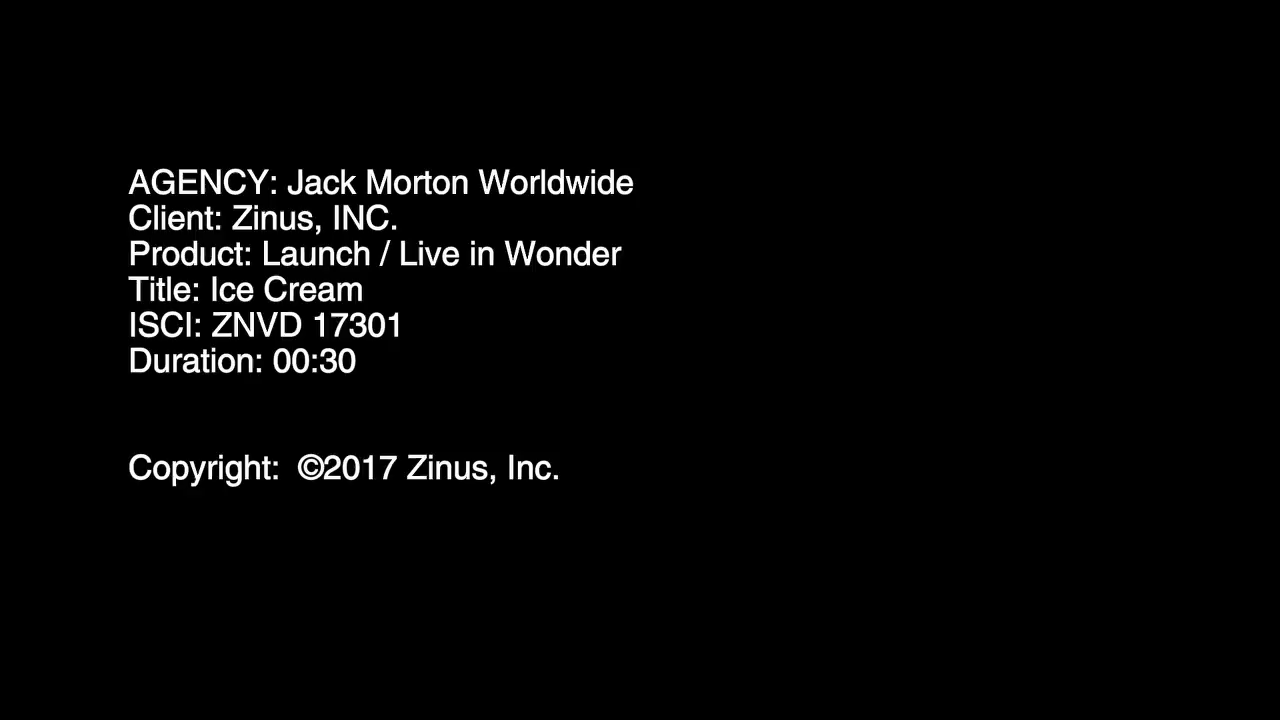 AGENCY: Jack Morton Worldwide
Client: Zinus, INC.
Product: Launch / Live in Wonder
Title: Ice Cream
ISCI: ZNVD 17301
Duration: 00:30
Copyright:  ©2017 Zinus, Inc.